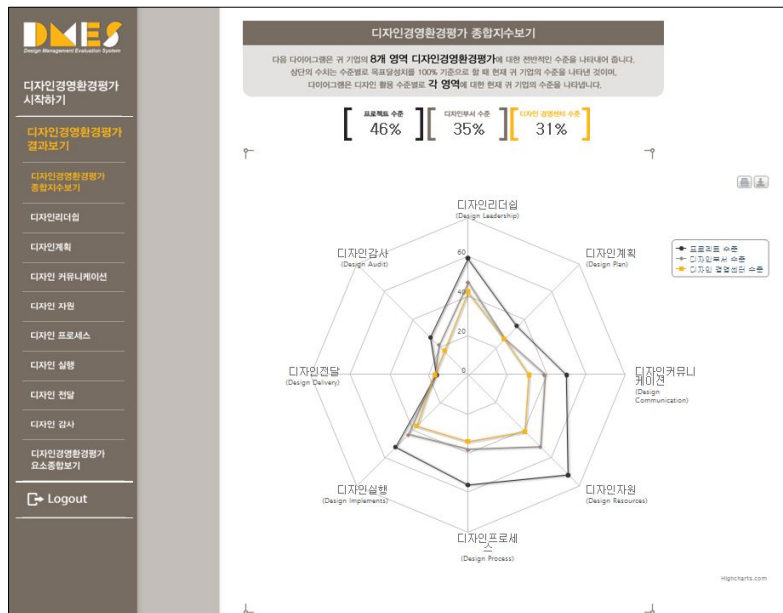 DMES
Design Management Evaluation System
디자인경영환경평가
시작하기
디자인경영환경평가
결과보기
디자인경영환경평가
종합지수보기
디자인리더쉽
디자인계획
디자인 커뮤니케이션
디자인 자원
디자인 프로세스
디자인 실행
디자인 전달
디자인 감사
디자인경영환경평가
요소종합보기
Logout
디자인경영환경평가 종합지수보기
다음 다이어그램은 귀 기업의 8개 영역 디자인경영환경평가에 대한 전반적인 수준을 나타내어 줍니다.
상단의 수치는 수준별로 목표달성치를 100% 기준으로 할 때 현재 귀 기업의 수준을 나타낸 것이며,
다이어그램은 디자인 활용 수준별로 각 영역에 대한 현재 귀 기업의 수준을 나타냅니다.
프로젝트 수준
46%
디자인부서 수준
35%
디자인 경영센터 수준
31%
디자인리더쉽
(Design Leadership)
디자인계획
(Design Plan)
디자인커뮤니
케이션
(Design
Communication)
디자인자원
(Design Resources)
디자인프로세
스
(Design Process)
디자인실행
(Design Implements)
디자인전달
(Design Delivery)
디자인감사
(Design Audit)
60
40
20
0
프로젝트 수준
디자인부서 수준
디자인 경영센터 수준
Highcharts.com